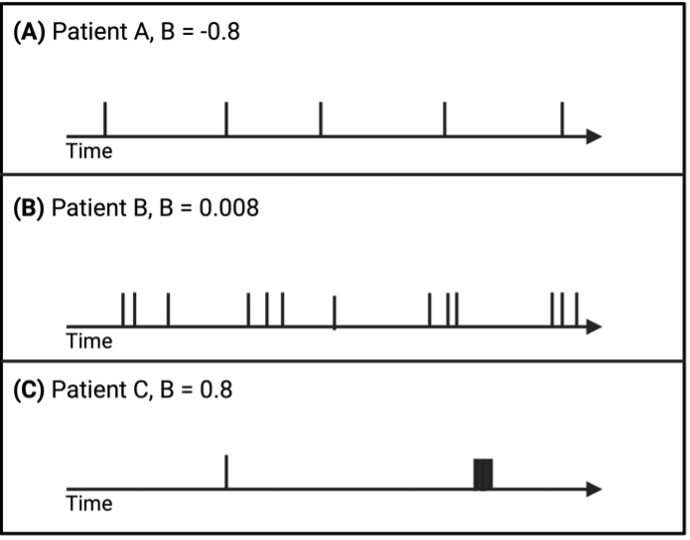 (A) Patient A, B = -0.8
Time
(B) Patient B, B = 0.008
Time
(C) Patient C, B = 0.8
Time